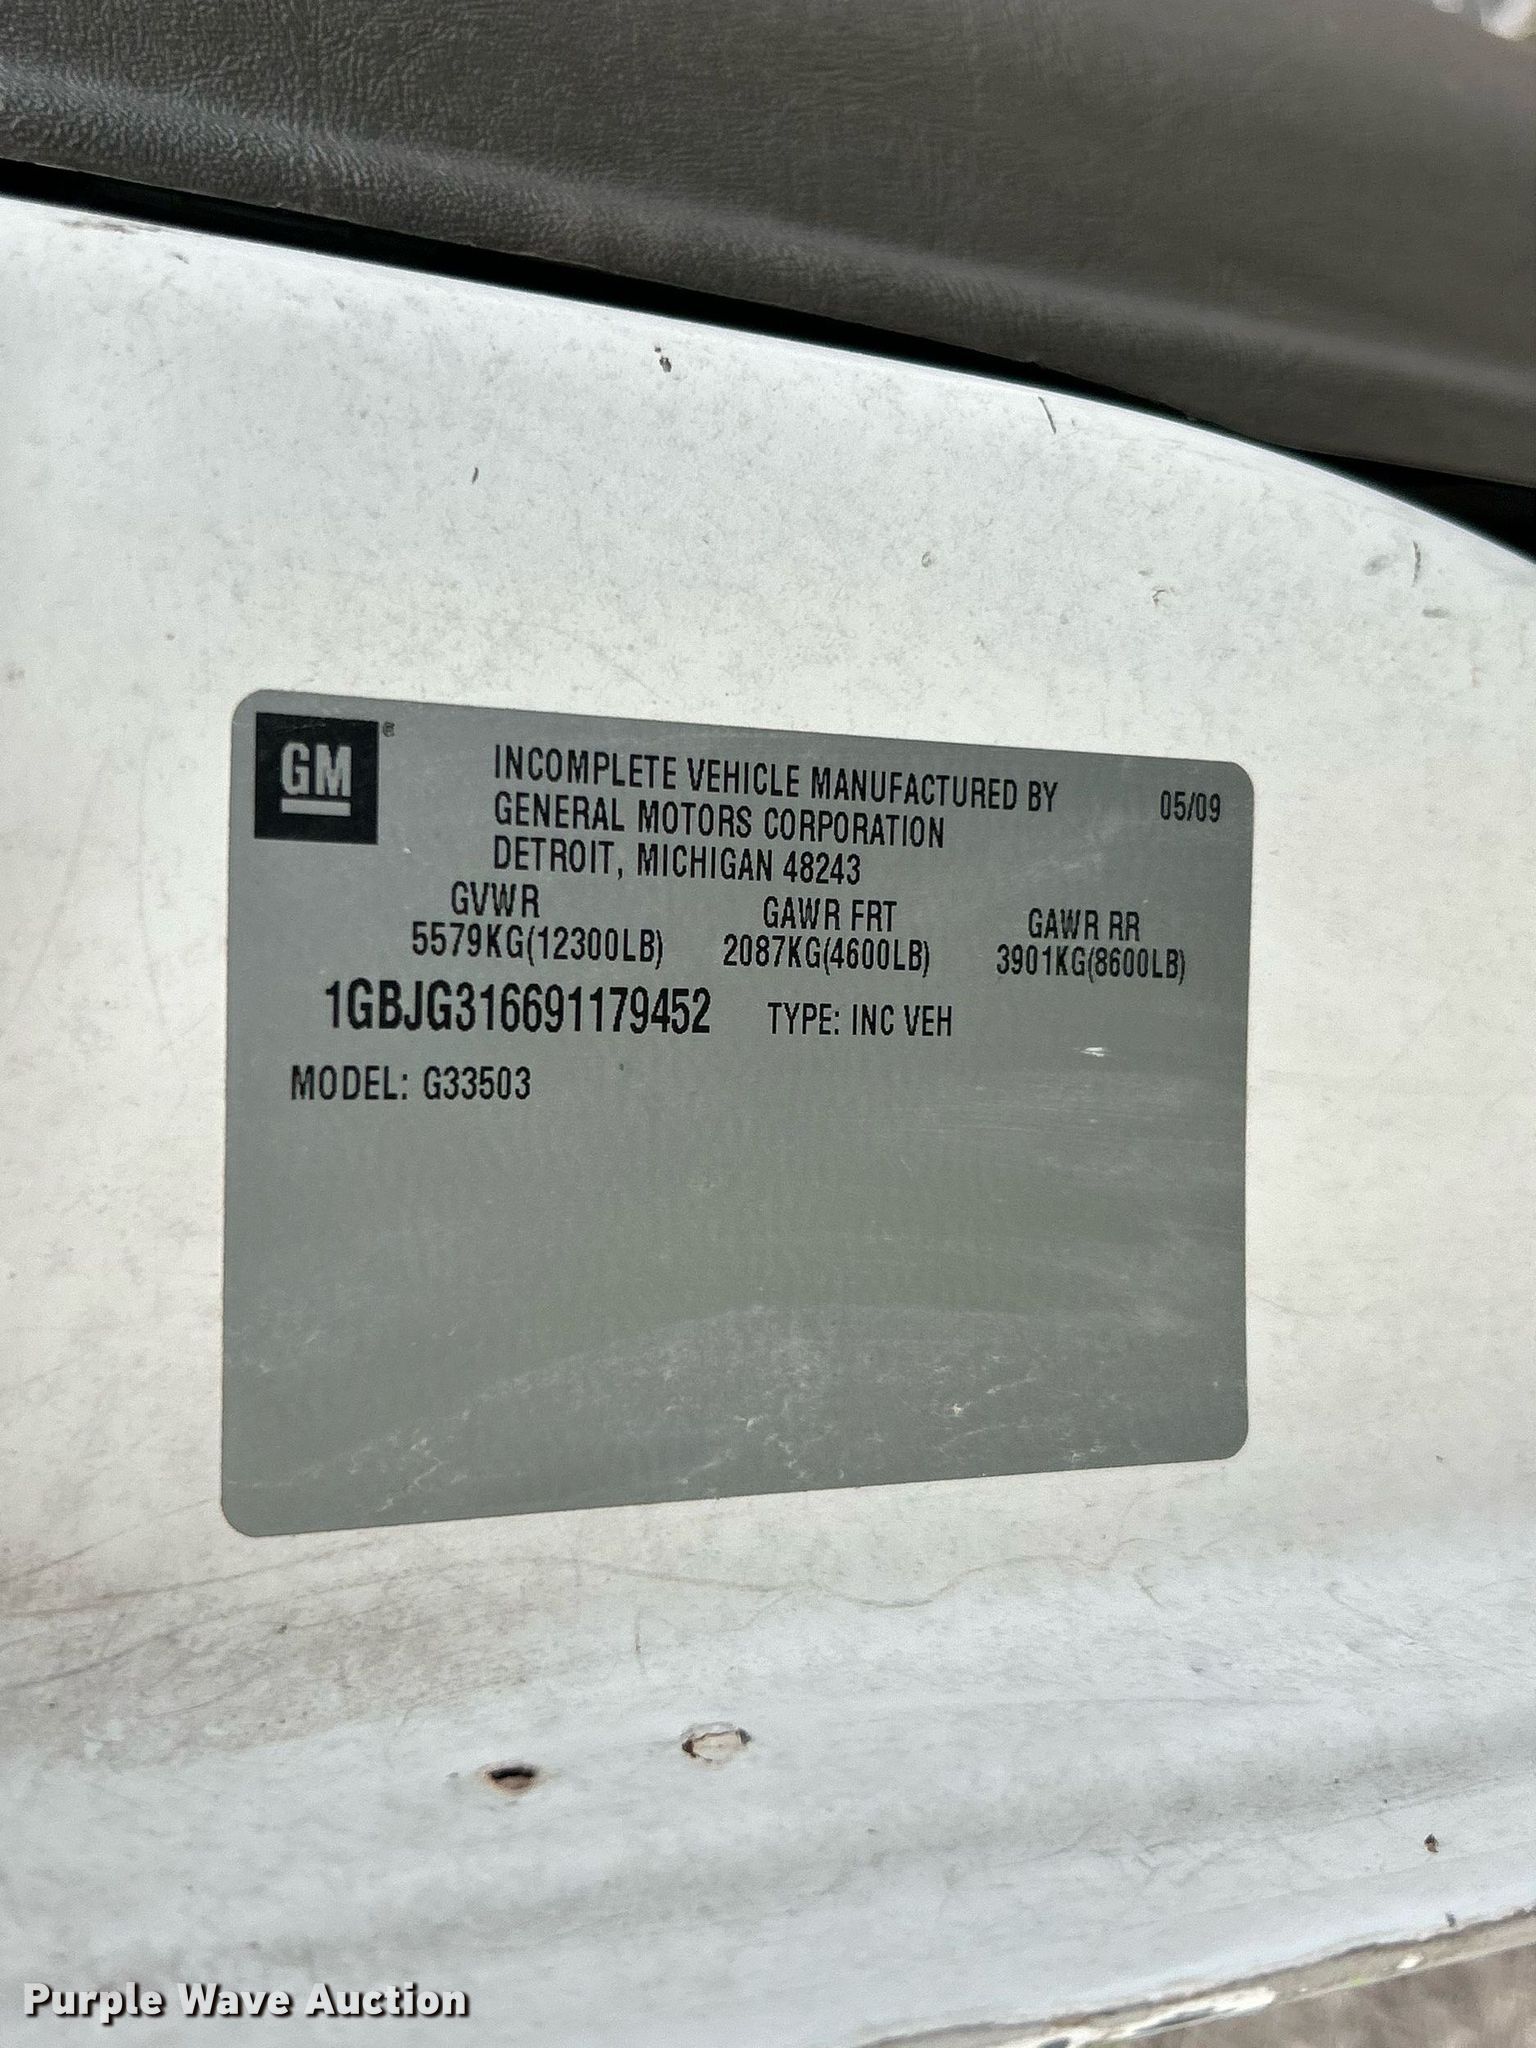 GM
INCOMPLETE VEHICLE MANUFACTURED BY
05/09
GENERAL MOTORS CORPORATION
DETROIT, MICHIGAN 48243
GVWR GAWR FRT GAWR RR
5579KG(12300LB) 2087KG(4600LB) 3901KG(8600LB)
1GBJG316691179452 TYPE: INC VEH
MODEL: G33503
Purple Wave Auction